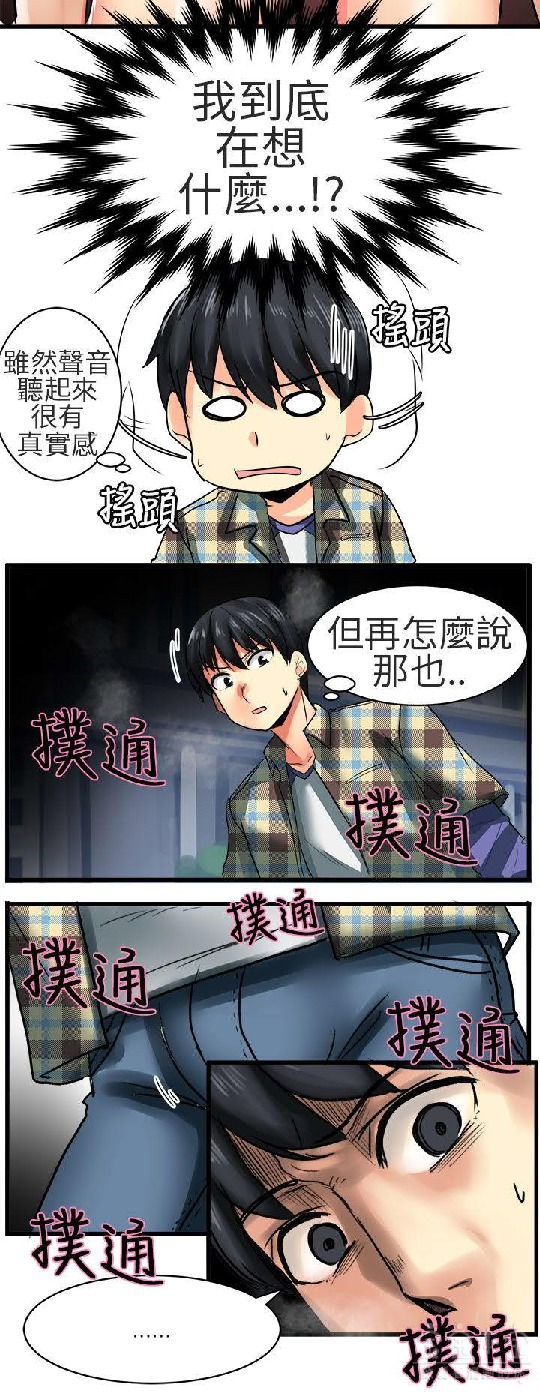 我到底
在想
什麼...!?
搖頭
雖然聲音
聽起來
很有
真實感
搖頭
但再怎麼說
那也..
撲通
撲通
撲通
撲通
撲通
撲通
......
撲通